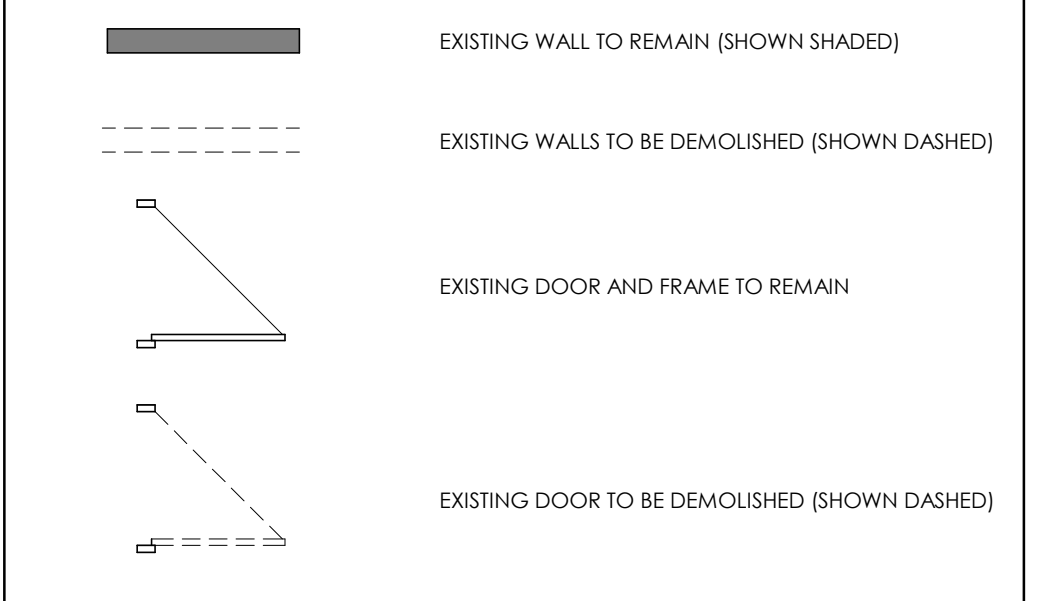 EXISTING WALL TO REMAIN (SHOWN SHADED)
EXISTING WALLS TO BE DEMOLISHED (SHOWN DASHED)
EXISTING DOOR AND FRAME TO REMAIN
EXISTING DOOR TO BE DEMOLISHED (SHOWN DASHED)